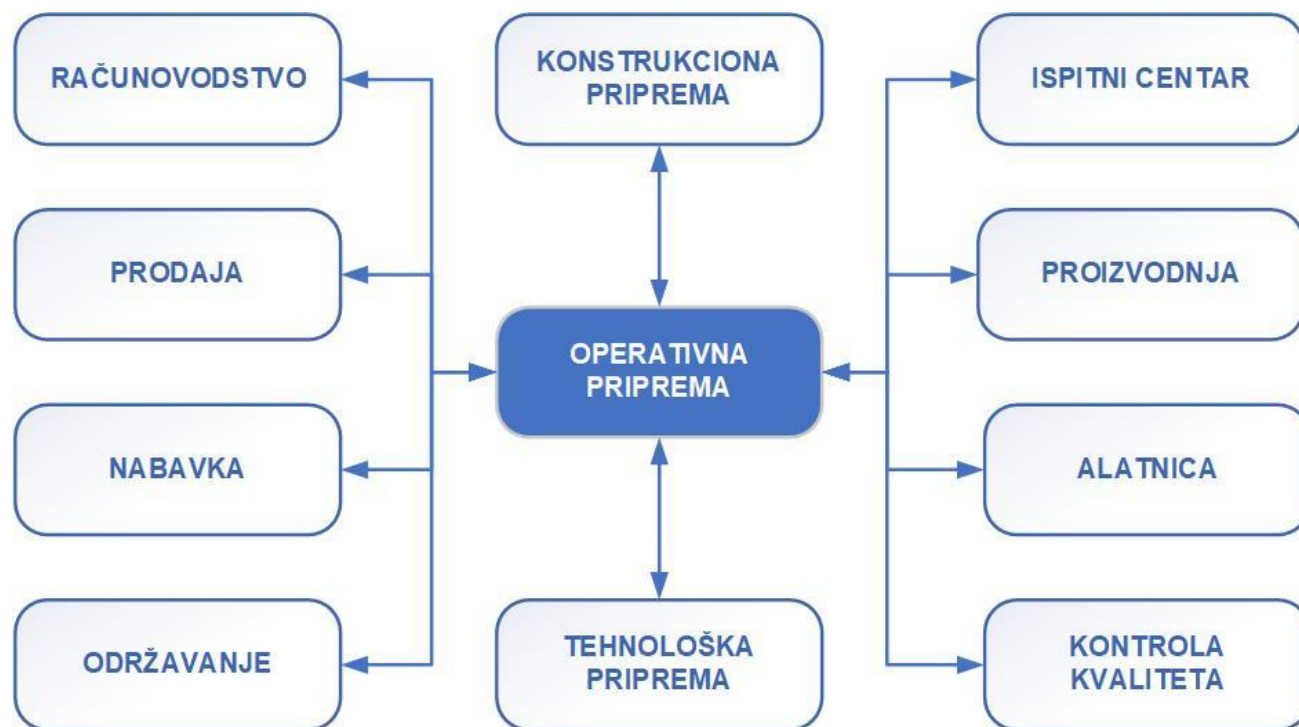 RAČUNOVODSTVO
KONSTRUKCIONA
PRIPREMA
ISPITNI CENTAR
PRODAJA
PROIZVODNJA
OPERATIVNA
PRIPREMA
NABAVKA
ALATNICA
ODRŽAVANJE
TEHNOLOŠKA
PRIPREMA
KONTROLA
KVALITETA